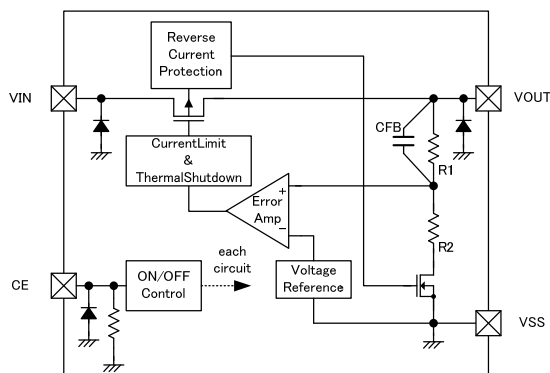 Reverse
Current
Protection
VIN
VOUT
CFB
R1
CurrentLimit
&
ThermalShutdown
+
Error
Amp
−
R2
each
circuit
CE
ON/OFF
Control
Voltage
Reference
VSS